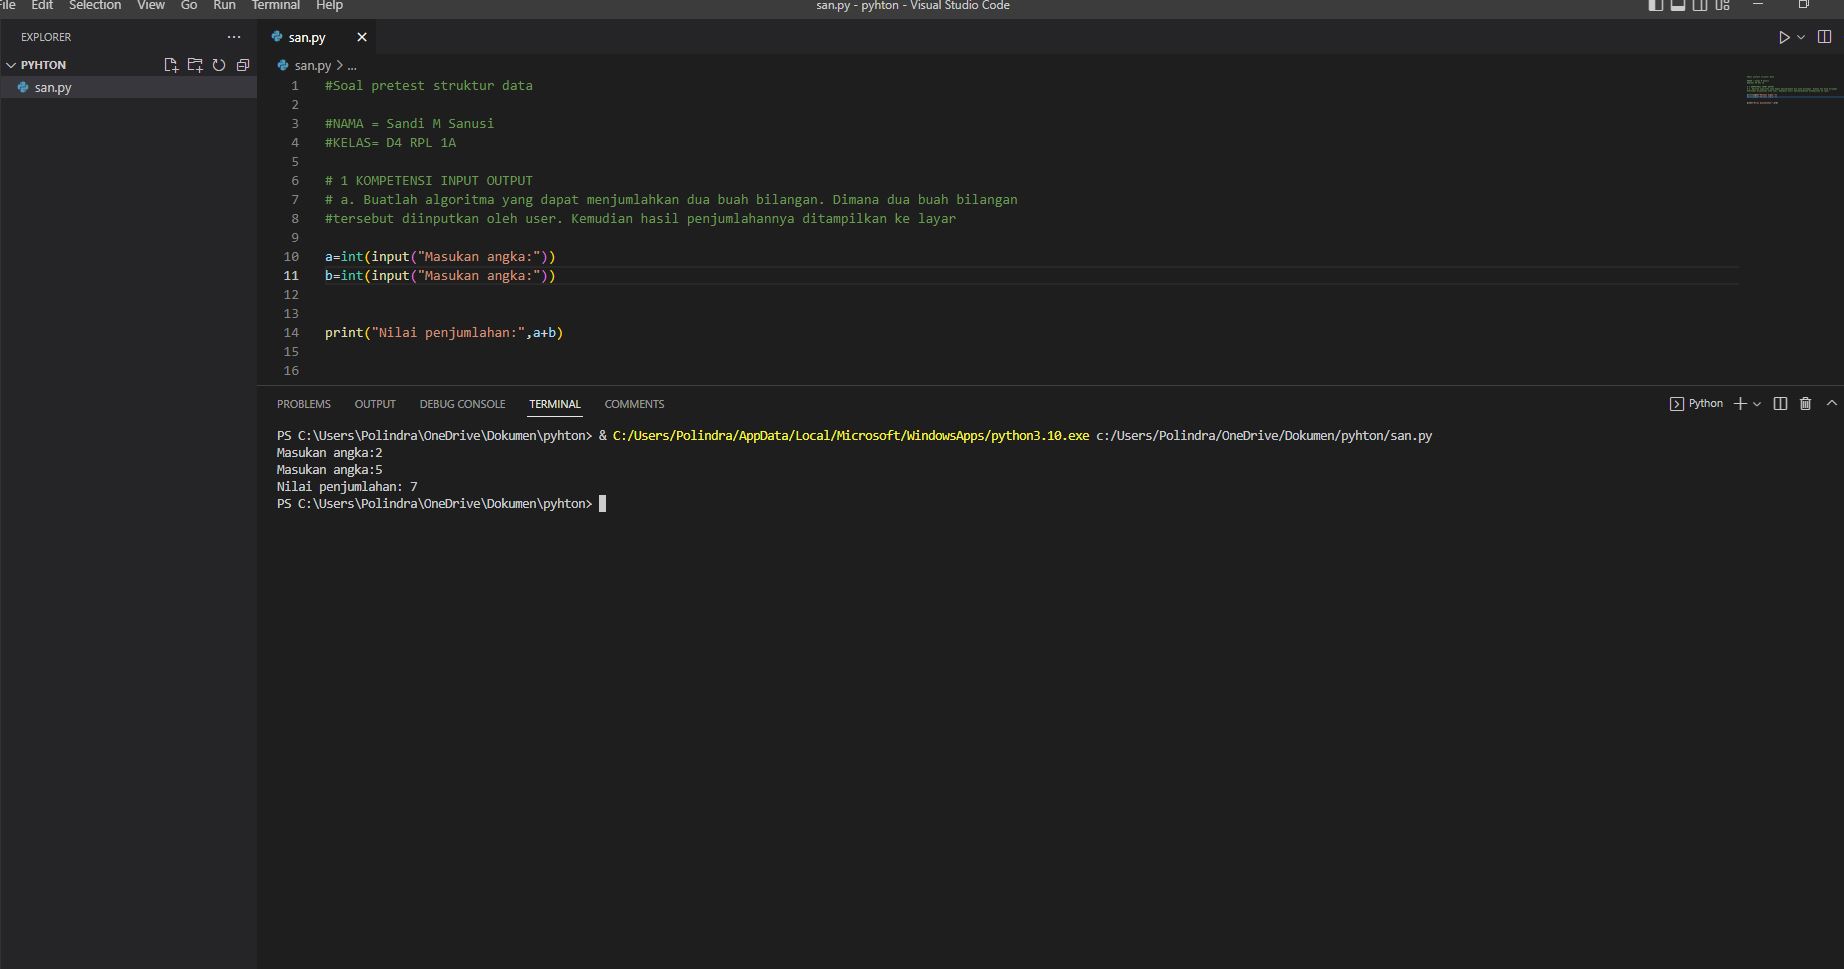 File Edit Selection View Go Run Terminal Help san.py - pyhton - Visual Studio Code
EXPLORER ...
PYHTON
san.py
san.py
san.py > ...
1 #Soal pretest struktur data
2
3 #NAMA = Sandi M Sanusi
4 #KELAS= D4 RPL 1A
5
6 # 1 KOMPETENSI INPUT OUTPUT
7 # a. Buatlah algoritma yang dapat menjumlahkan dua buah bilangan. Dimana dua buah bilangan
8 #tersebut diinputkan oleh user. Kemudian hasil penjumlahannya ditampilkan ke layar
9
10 a=int(input("Masukan angka:"))
11 b=int(input("Masukan angka:"))
12
13
14 print("Nilai penjumlahan:",a+b)
15
16
PROBLEMS OUTPUT DEBUG CONSOLE TERMINAL COMMENTS Python
PS C:\Users\Polindra\OneDrive\Dokumen\pyhton> & C:/Users/Polindra/AppData/Local/Microsoft/WindowsApps/python3.10.exe c:/Users/Polindra/OneDrive/Dokumen/pyhton/san.py
Masukan angka:2
Masukan angka:5
Nilai penjumlahan: 7
PS C:\Users\Polindra\OneDrive\Dokumen\pyhton>